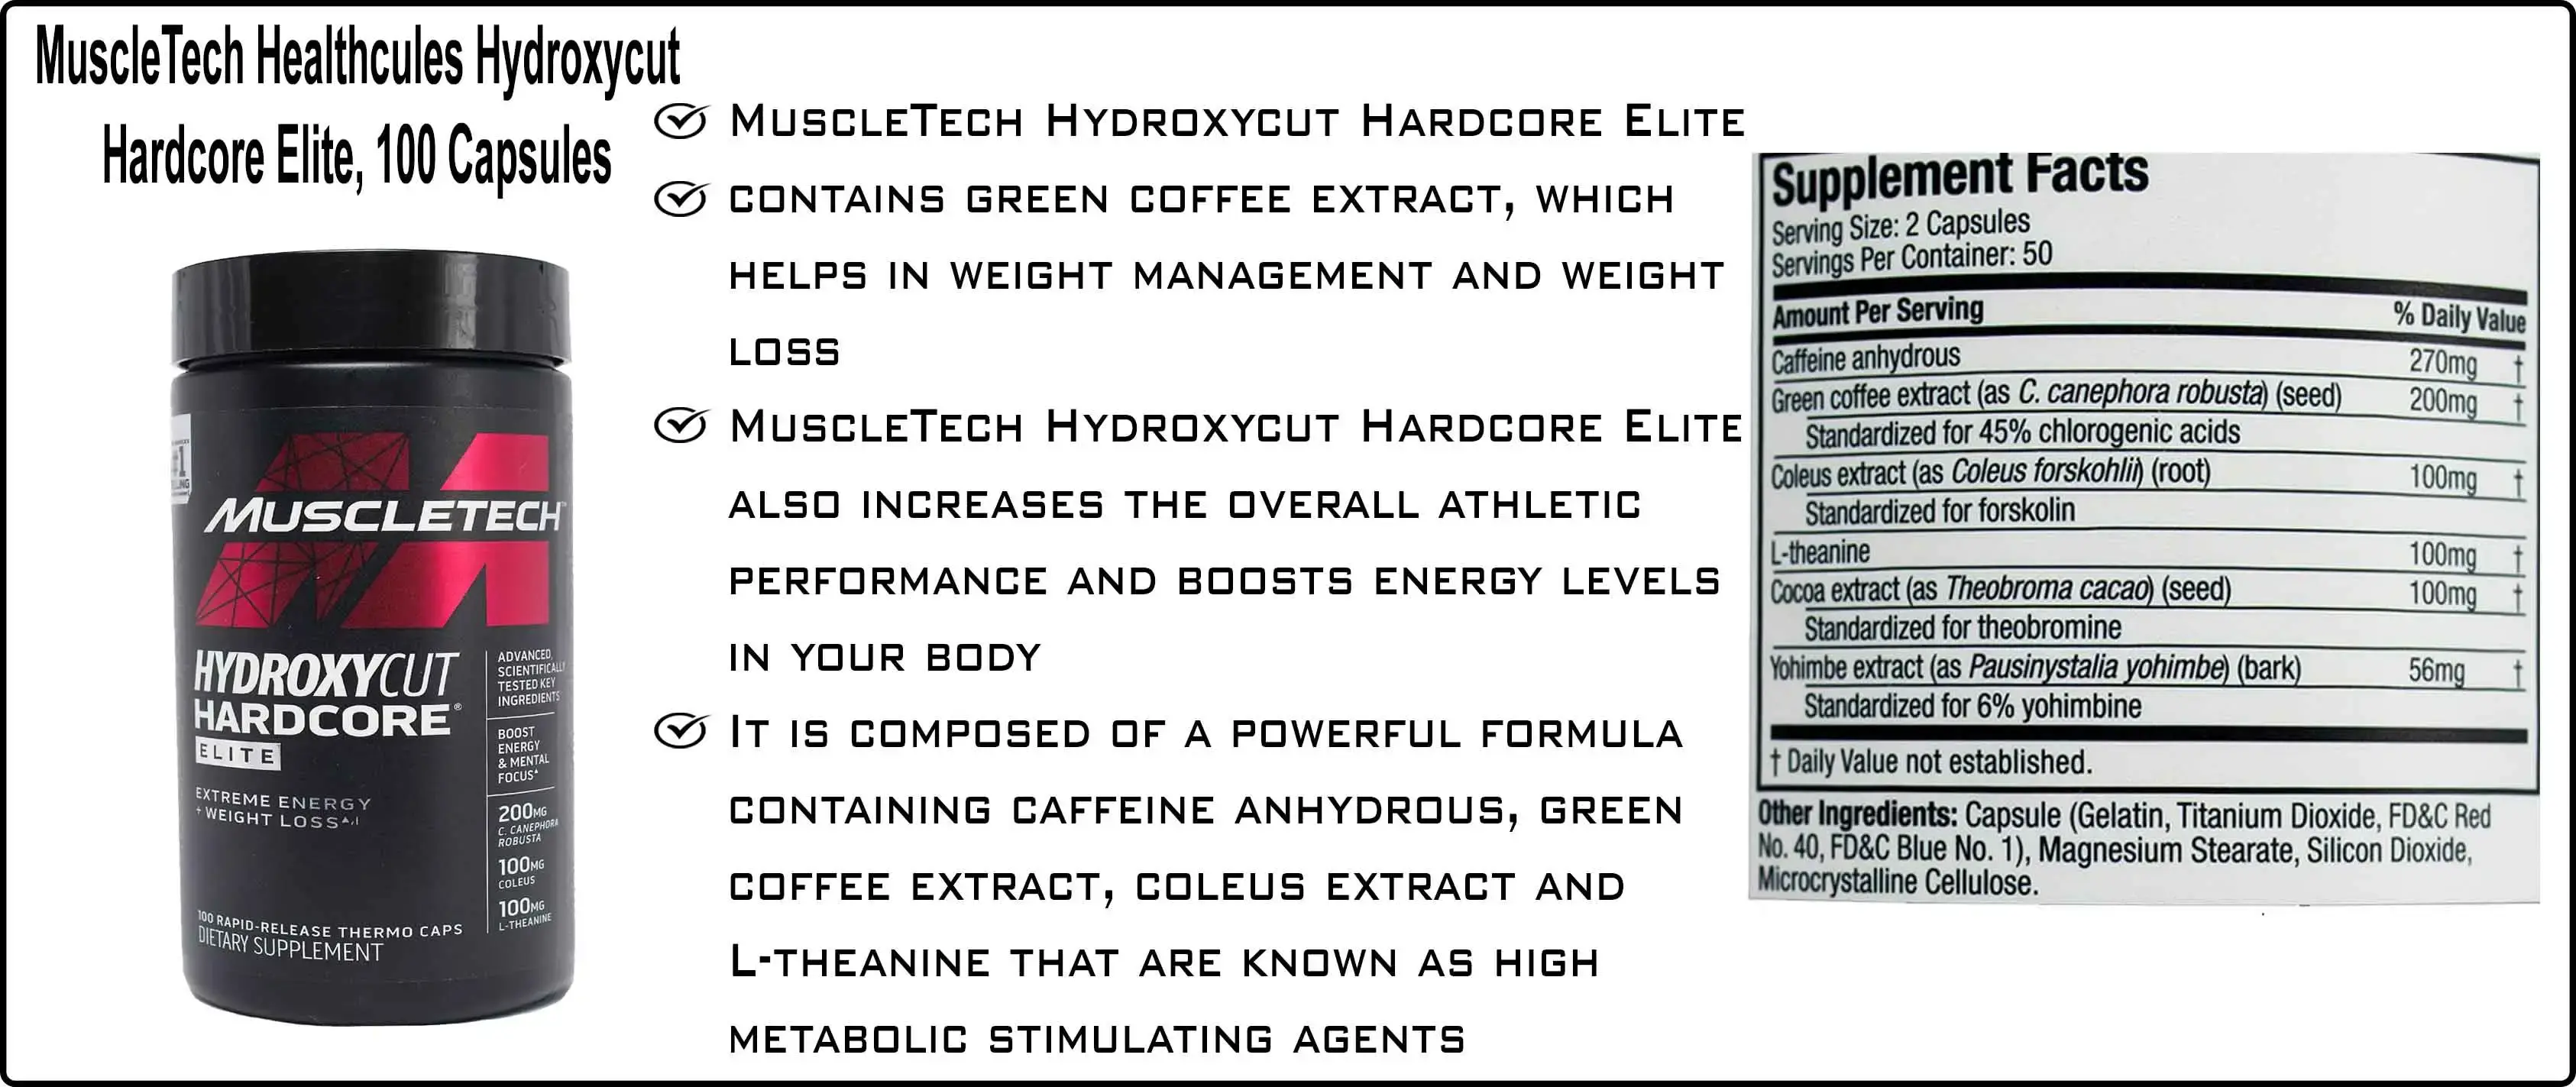 MuscleTech Healthcules Hydroxycut
Hardcore Elite, 100 Capsules
MUSCLETECH
HYDROXYCUT
HARDCORE®
ELITE
EXTREME ENERGY
+ WEIGHT LOSS
100 RAPID-RELEASE THERMO CAPS
DIETARY SUPPLEMENT
ADVANCED,
SCIENTIFICALLY
TESTED KEY
INGREDIENTS
BOOST
ENERGY
& MENTAL
FOCUS
200MG
C. CANEPHORA
ROBUSTA
100MG
COLEUS
100MG
L-THEANINE
MuscleTech Hydroxycut Hardcore Elite
contains green coffee extract, which
helps in weight management and weight
loss
MuscleTech Hydroxycut Hardcore Elite
also increases the overall athletic
performance and boosts energy levels
in your body
It is composed of a powerful formula
containing caffeine anhydrous, green
coffee extract, coleus extract and
L-theanine that are known as high
metabolic stimulating agents
Supplement Facts
Serving Size: 2 Capsules
Servings Per Container: 50
Amount Per Serving % Daily Value
Caffeine anhydrous 270mg †
Green coffee extract (as C. canephora robusta) (seed) 200mg †
Standardized for 45% chlorogenic acids
Coleus extract (as Coleus forskohlii) (root) 100mg †
Standardized for forskolin
L-theanine 100mg †
Cocoa extract (as Theobroma cacao) (seed) 100mg †
Standardized for theobromine
Yohimbe extract (as Pausinystalia yohimbe) (bark) 56mg †
Standardized for 6% yohimbine
† Daily Value not established.
Other Ingredients: Capsule (Gelatin, Titanium Dioxide, FD&C Red
No. 40, FD&C Blue No. 1), Magnesium Stearate, Silicon Dioxide,
Microcrystalline Cellulose.